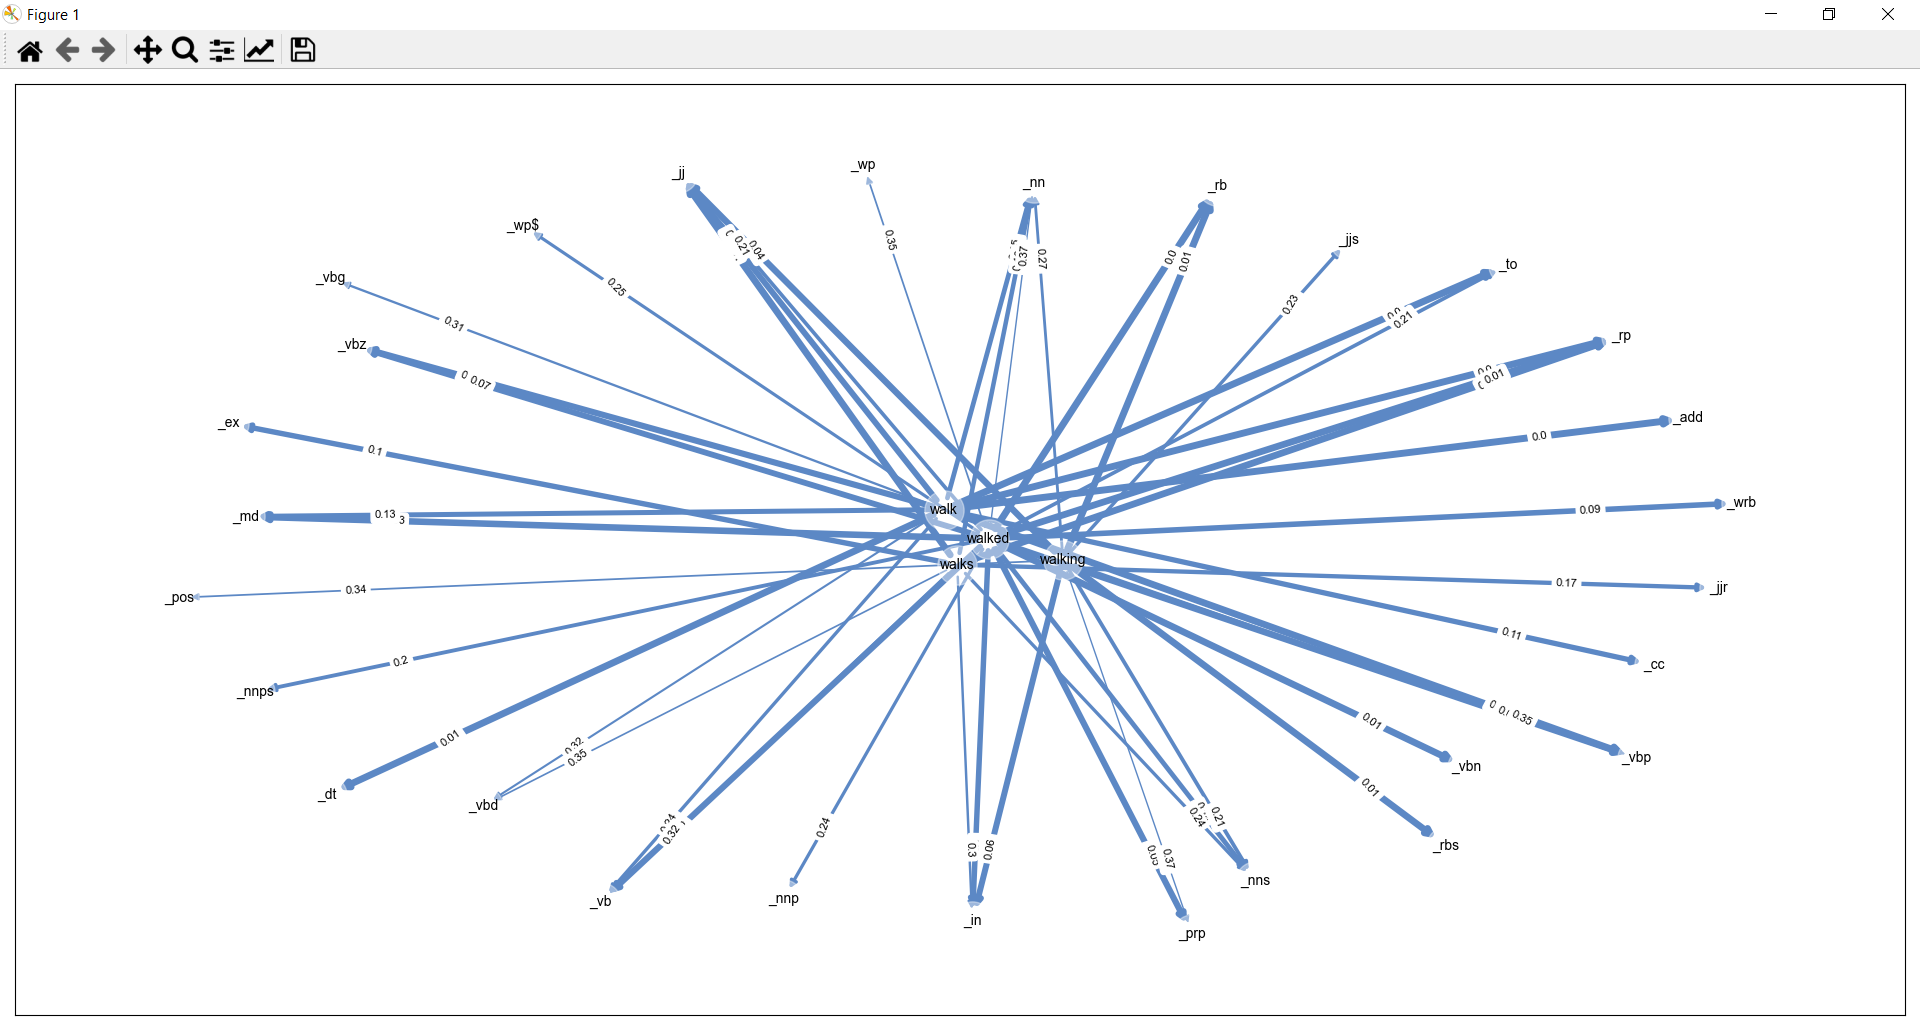 Figure 1
_wp
_jj
_nn
_rb
_wp$
_jjs
0.35
0.04
0.21
0.37
0.27
0.0
0.01
_to
_vbg
0.25
0.23
0.31
0.0
0.21
_rp
_vbz
0.07
0.01
_add
_ex
0.1
0.0
_wrb
_md
0.13
0.09
walk
walked
walks
walking
_pos
0.34
0.17
_jjr
0.11
_cc
_nnps
0.2
0.01
0.35
0.01
_vbp
_vbn
0.32
0.35
_dt
_vbd
0.01
0.24
0.21
0.32
0.24
_rbs
0.3
0.06
0.37
_nns
_vb
_nnp
_in
_prp